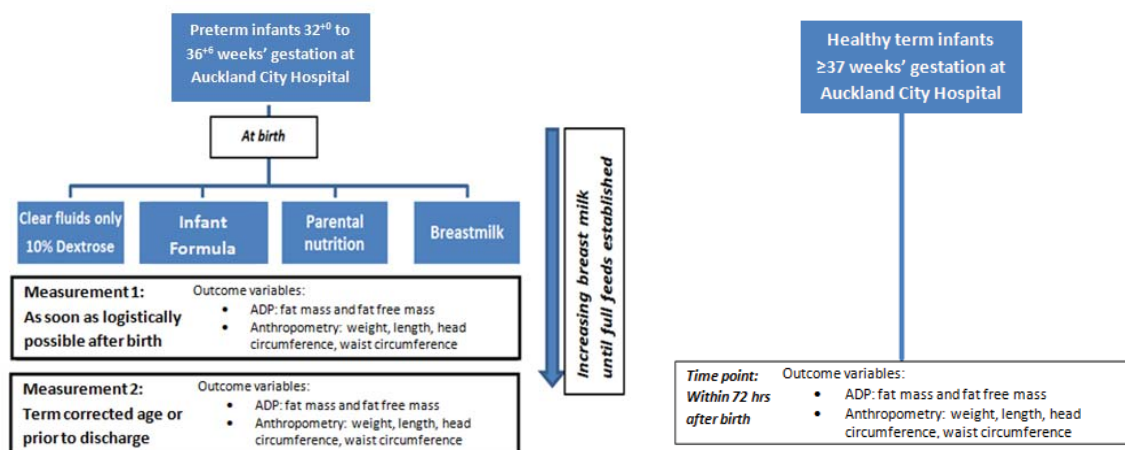 Preterm infants 32+0 to
36+6 weeks' gestation at
Auckland City Hospital
At birth
Clear fluids only
10% Dextrose
Infant
Formula
Parental
nutrition
Breastmilk
Increasing breast milk
until full feeds established
Measurement 1:
As soon as logistically
possible after birth
Outcome variables:
• ADP: fat mass and fat free mass
• Anthropometry: weight, length, head
circumference, waist circumference
Measurement 2:
Term corrected age or
prior to discharge
Outcome variables:
• ADP: fat mass and fat free mass
• Anthropometry: weight, length, head
circumference, waist circumference
Healthy term infants
≥37 weeks' gestation at
Auckland City Hospital
Time point:
Within 72 hrs
after birth
Outcome variables:
• ADP: fat mass and fat free mass
• Anthropometry: weight, length, head
circumference, waist circumference